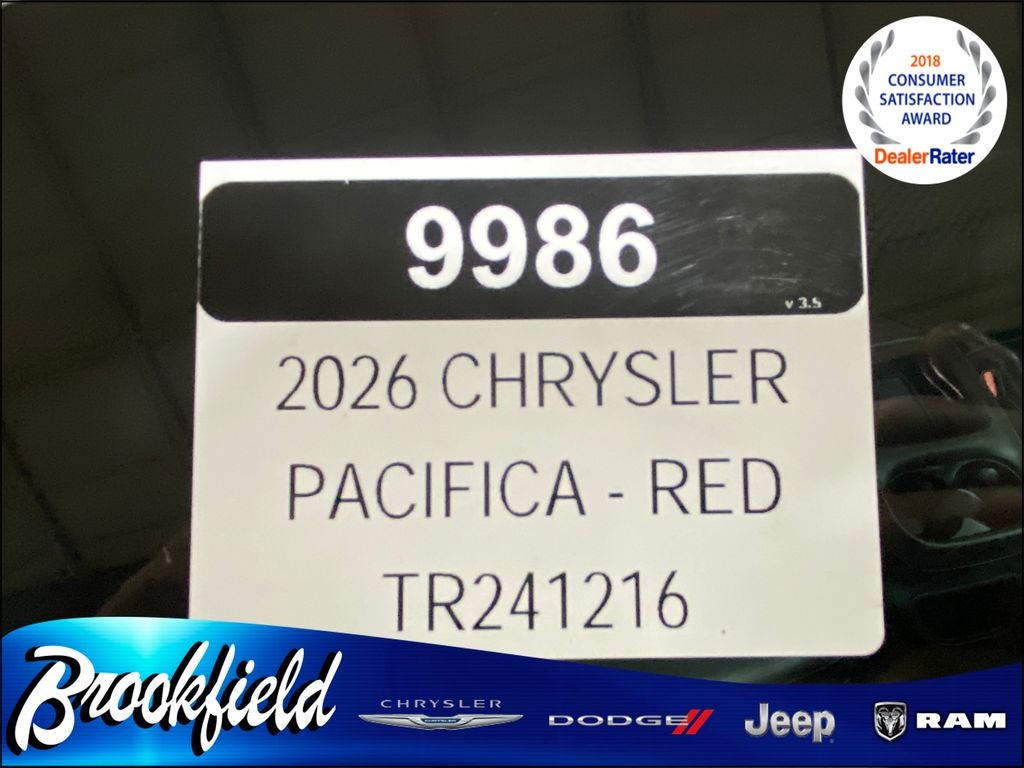 2018
CONSUMER
SATISFACTION
AWARD
DealerRater
9986
v 3.5
2026 CHRYSLER
PACIFICA - RED
TR241216
Brookfield
CHRYSLER
DODGE
Jeep
RAM